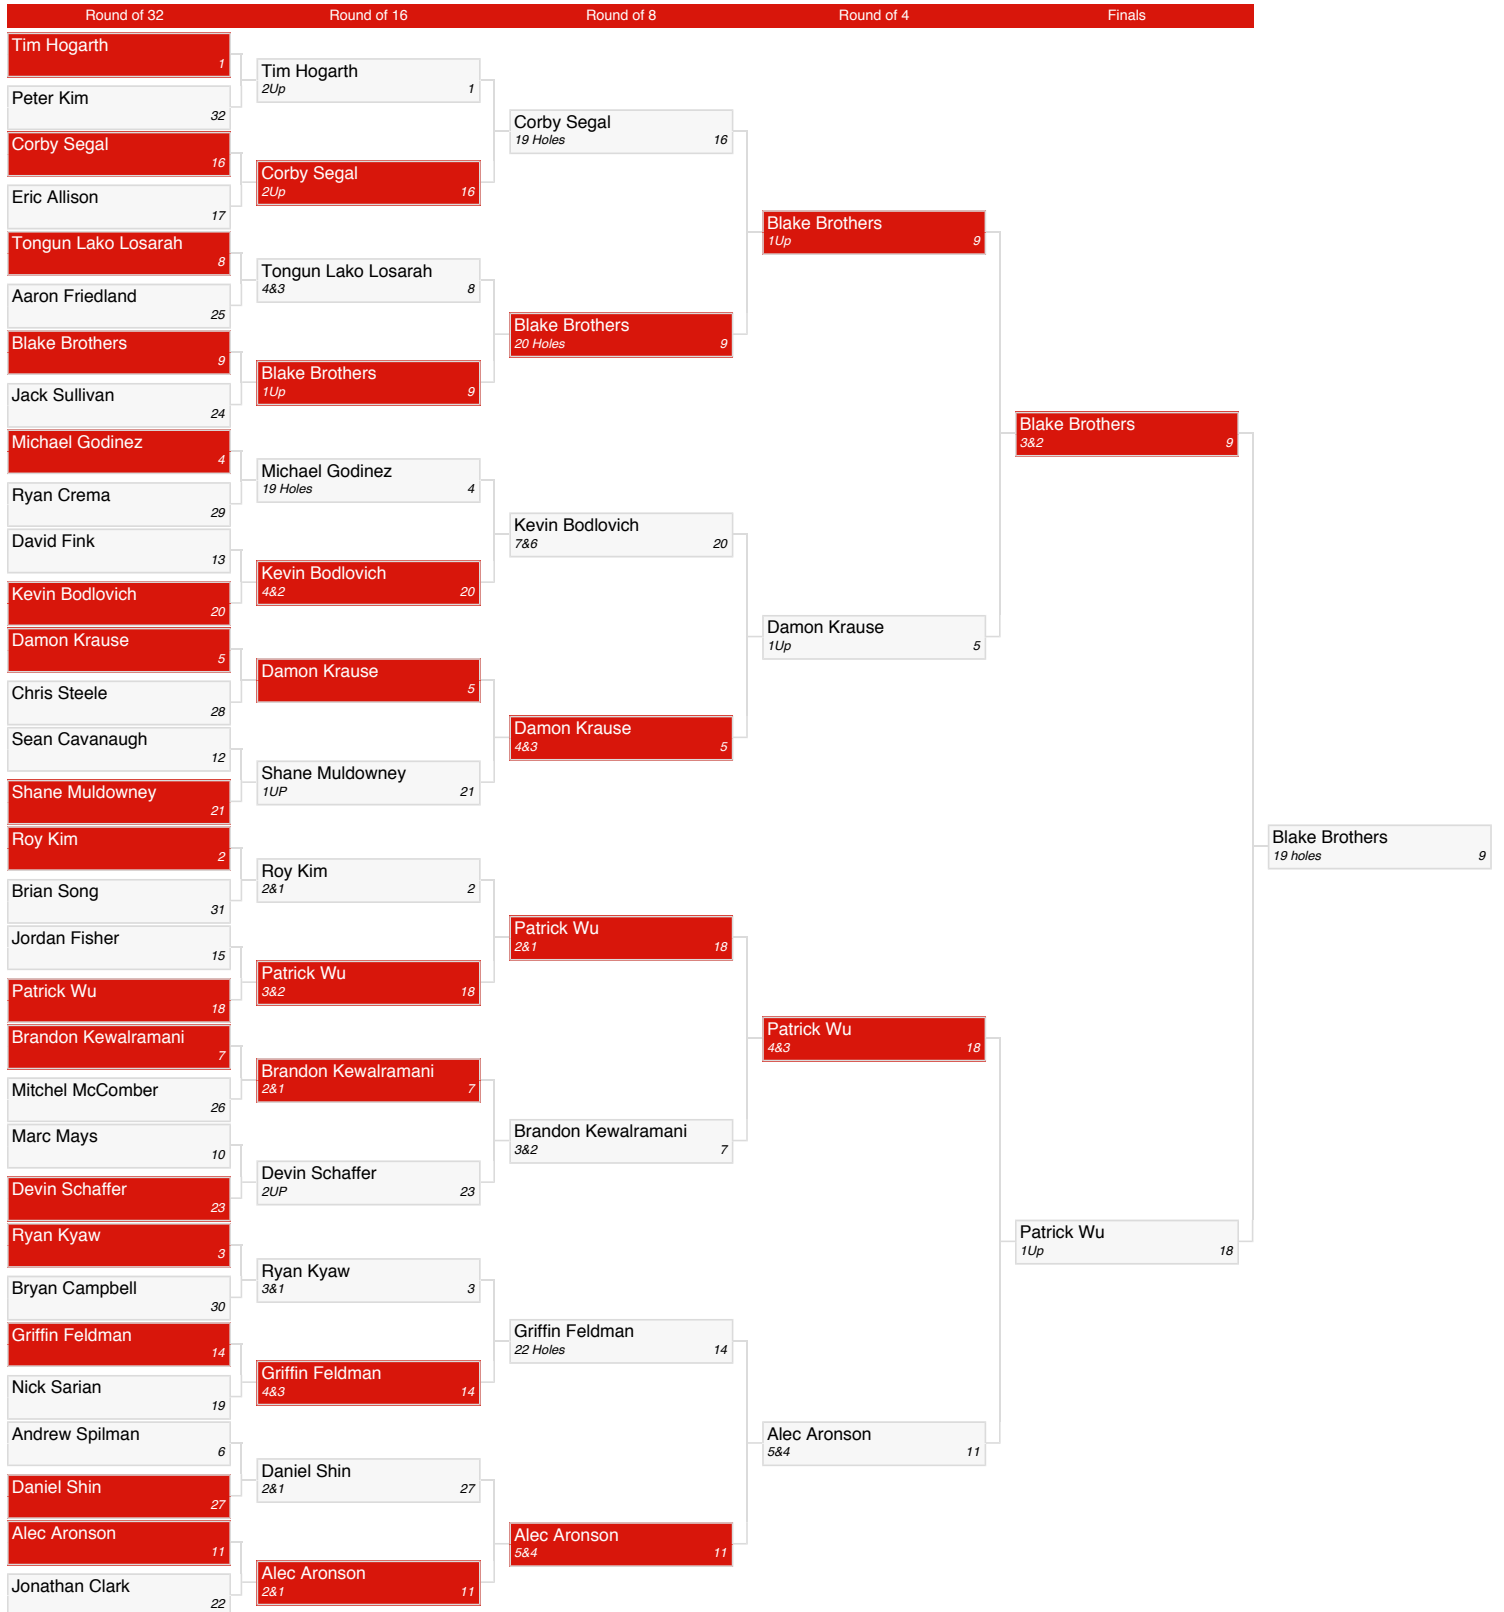 Round of 32
Round of 16
Round of 8
Round of 4
Finals
Tim Hogarth
1
Peter Kim
32
Corby Segal
16
Eric Allison
17
Tongun Lako Losarah
8
Aaron Friedland
25
Blake Brothers
9
Jack Sullivan
24
Michael Godinez
4
Ryan Crema
29
David Fink
13
Kevin Bodlovich
20
Damon Krause
5
Chris Steele
28
Sean Cavanaugh
12
Shane Muldowney
21
Roy Kim
2
Brian Song
31
Jordan Fisher
15
Patrick Wu
18
Brandon Kewalramani
7
Mitchel McComber
26
Marc Mays
10
Devin Schaffer
23
Ryan Kyaw
3
Bryan Campbell
30
Griffin Feldman
14
Nick Sarian
19
Andrew Spilman
6
Daniel Shin
27
Alec Aronson
11
Jonathan Clark
22
Tim Hogarth
2Up 1
Corby Segal
2Up 16
Tongun Lako Losarah
4&3 8
Blake Brothers
1Up 9
Michael Godinez
19 Holes 4
Kevin Bodlovich
4&2 20
Damon Krause
5
Shane Muldowney
1UP 21
Roy Kim
2&1 2
Patrick Wu
3&2 18
Brandon Kewalramani
2&1 7
Devin Schaffer
2UP 23
Ryan Kyaw
3&1 3
Griffin Feldman
4&3 14
Daniel Shin
2&1 27
Alec Aronson
2&1 11
Corby Segal
19 Holes 16
Blake Brothers
20 Holes 9
Kevin Bodlovich
7&6 20
Damon Krause
4&3 5
Patrick Wu
2&1 18
Brandon Kewalramani
3&2 7
Griffin Feldman
22 Holes 14
Alec Aronson
5&4 11
Blake Brothers
1Up 9
Damon Krause
1Up 5
Patrick Wu
4&3 18
Alec Aronson
5&4 11
Blake Brothers
3&2 9
Patrick Wu
1Up 18
Blake Brothers
19 holes 9